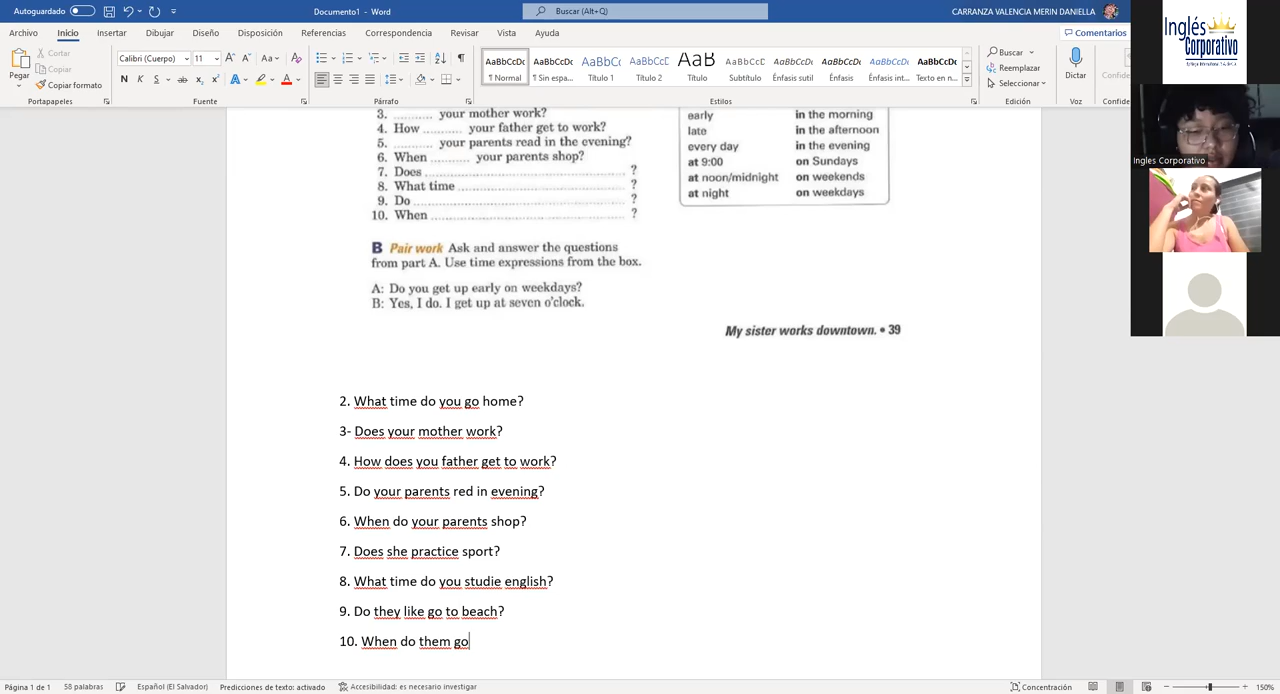 Autoguardado
Documento1 - Word
Buscar (Alt+Q)
CARRANZA VALENCIA MERIN DANIELLA
Archivo Inicio Insertar Dibujar Diseño Disposición Referencias Correspondencia Revisar Vista Ayuda
Comentarios
Pegar
Cortar
Copiar
Copiar formato
Calibri (Cuerpo) 11
N K S
AaBbCcDc AaBbCcDc AaBbCc AaBbCcD AaB AaBbCcD AaBbCcDc AaBbCcDc AaBbCcDc AaBbCcDc
¶ Normal ¶ Sin espa... Título 1 Título 2 Título Subtítulo Énfasis sutil Énfasis Énfasis int... Texto en n...
Buscar
Reemplazar
Seleccionar
Dictar
Confide
Portapapeles Fuente Párrafo Estilos Edición Voz Confide
3. .......... your mother work?
4. How .......... your father get to work?
5. .......... your parents read in the evening?
6. When .......... your parents shop?
7. Does .......... ?
8. What time .......... ?
9. Do .......... ?
10. When .......... ?
early in the morning
late in the afternoon
every day in the evening
at 9:00 on Sundays
at noon/midnight on weekends
at night on weekdays
B Pair work Ask and answer the questions
from part A. Use time expressions from the box.
A: Do you get up early on weekdays?
B: Yes, I do. I get up at seven o'clock.
My sister works downtown. • 39
2. What time do you go home?
3- Does your mother work?
4. How does you father get to work?
5. Do your parents red in evening?
6. When do your parents shop?
7. Does she practice sport?
8. What time do you studie english?
9. Do they like go to beach?
10. When do them go
Inglés
Corporativo
Ingles Corporativo
Página 1 de 1 58 palabras Español (El Salvador) Predicciones de texto: activado Accesibilidad: es necesario investigar
Concentración
150%